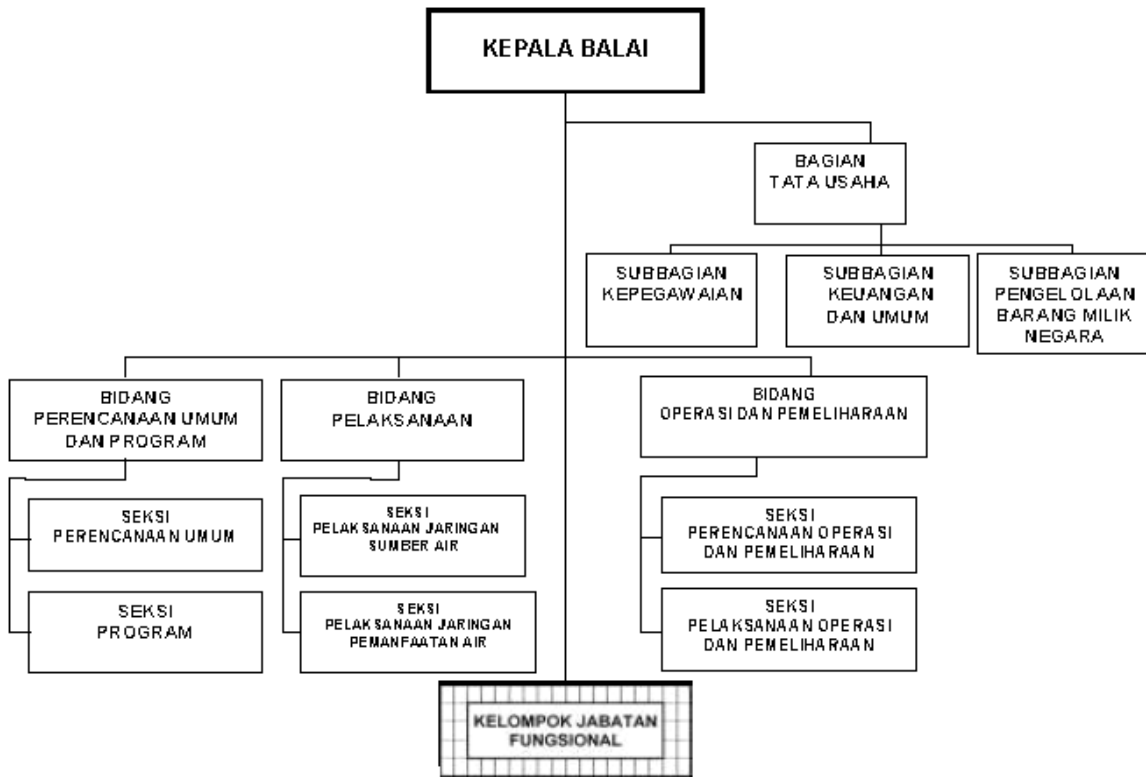 KEPALA BALAI
BAGIAN
TATA USAHA
SUBBAGIAN
KEPEGAWAIAN
SUBBAGIAN
KEUANGAN
DAN UMUM
SUBBAGIAN
PENGELOLAAN
BARANG MILIK
NEGARA
BIDANG
PERENCANAAN UMUM
DAN PROGRAM
BIDANG
PELAKSANAAN
BIDANG
OPERASI DAN PEMELIHARAAN
SEKSI
PERENCANAAN UMUM
SEKSI
PELAKSANAAN JARINGAN
SUMBER AIR
SEKSI
PERENCANAAN OPERASI
DAN PEMELIHARAAN
SEKSI
PROGRAM
SEKSI
PELAKSANAAN JARINGAN
PEMANFAATAN AIR
SEKSI
PELAKSANAAN OPERASI
DAN PEMELIHARAAN
KELOMPOK JABATAN
FUNGSIONAL